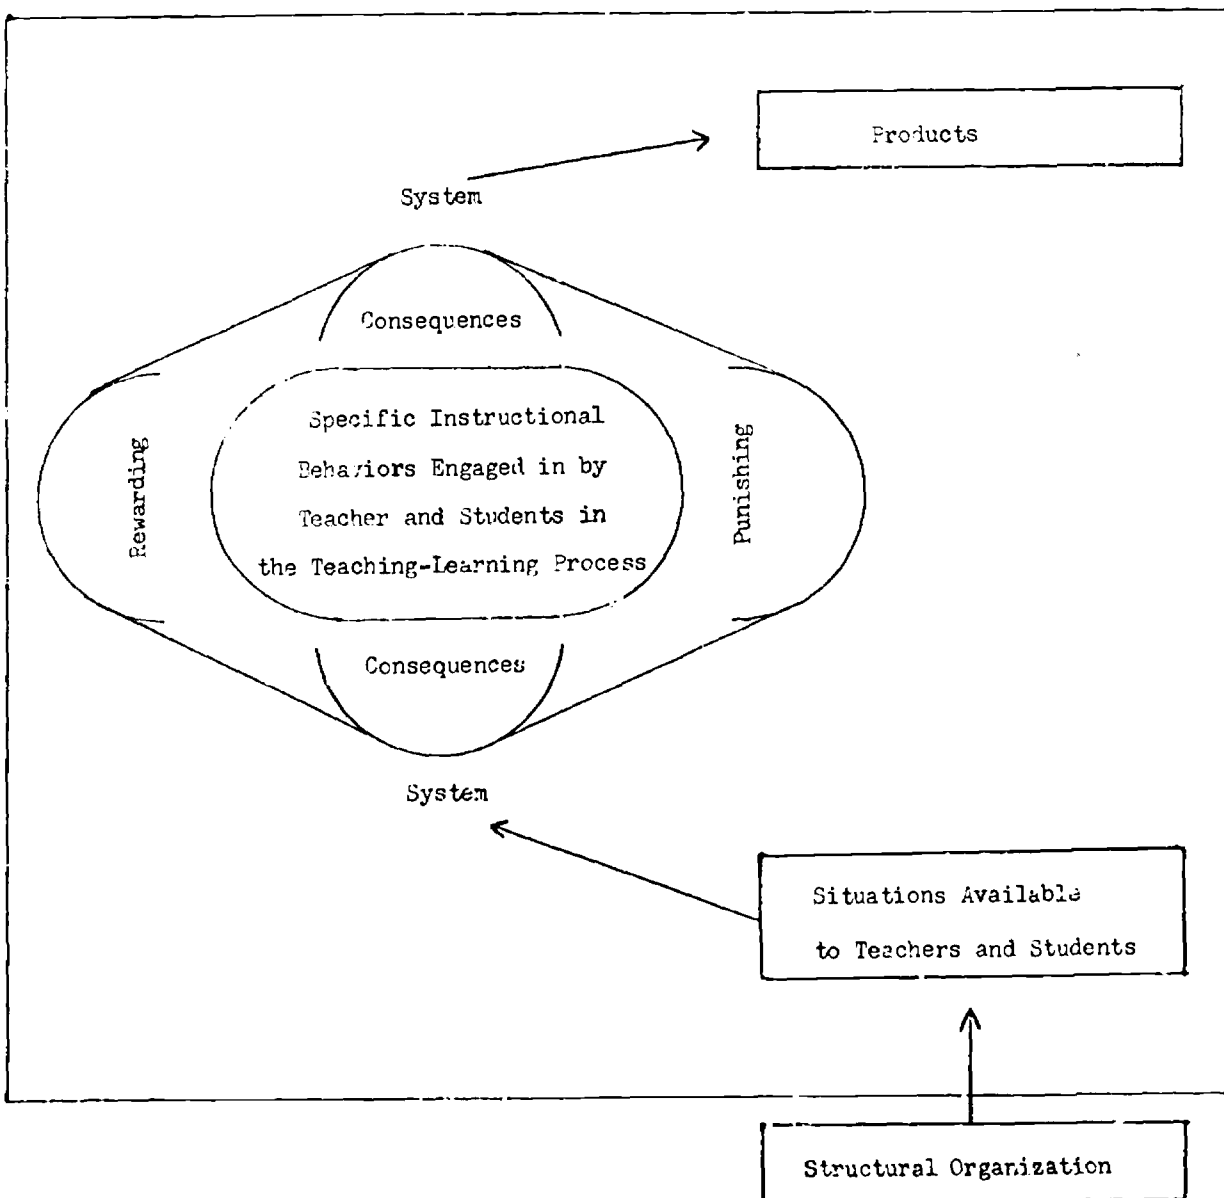 Products
System
Consequences
Specific Instructional
Behaviors Engaged in by
Teacher and Students in
the Teaching-Learning Process
Rewarding
Punishing
Consequences
System
Situations Available
to Teachers and Students
Structural Organization